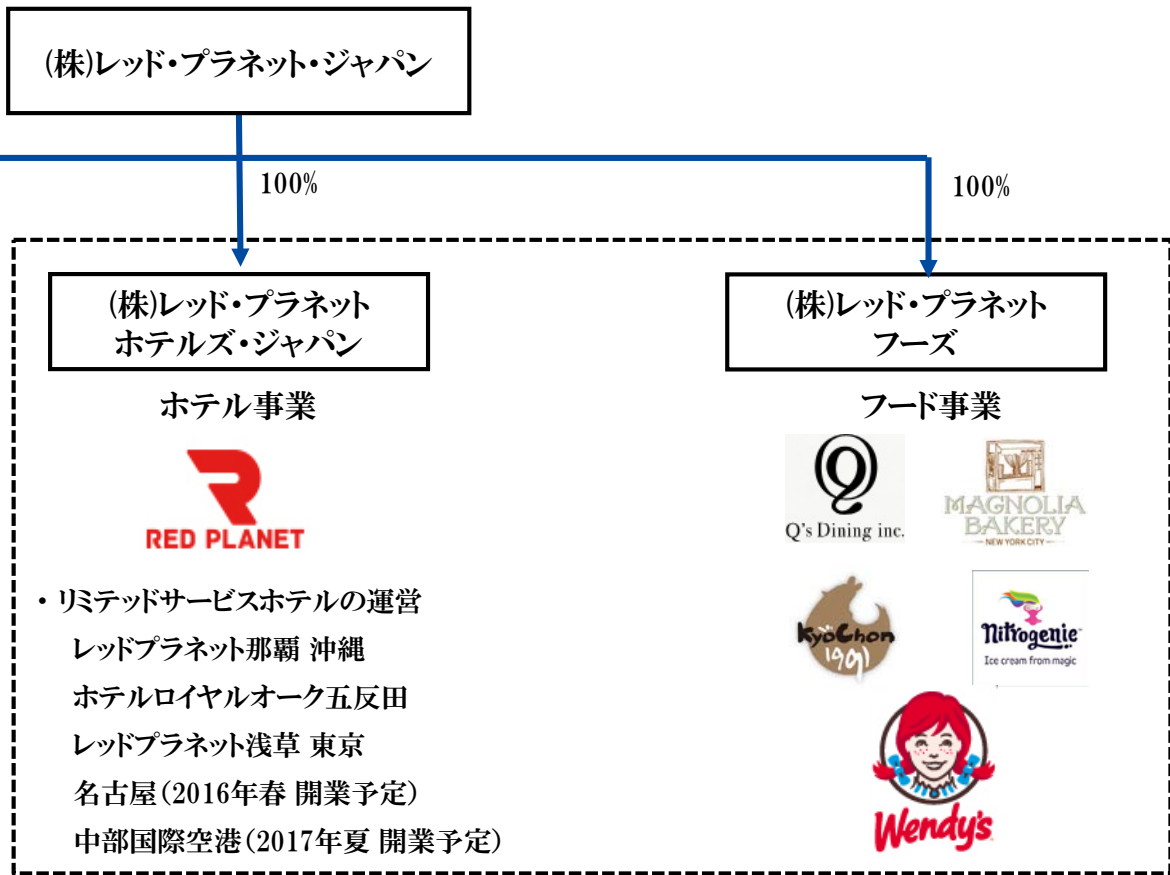 (株)レッド・プラネット・ジャパン
100%
100%
(株)レッド・プラネット
ホテルズ・ジャパン
ホテル事業
RED PLANET
・リミテッドサービスホテルの運営
レッドプラネット那覇 沖縄
ホテルロイヤルオーク五反田
レッドプラネット浅草 東京
名古屋(2016年春 開業予定)
中部国際空港(2017年夏 開業予定)
(株)レッド・プラネット
フーズ
フード事業
Q's Dining inc.
MAGNOLIA
BAKERY
NEW YORK CITY
KyoChon
1991
Nitrogenie
Ice cream from magic
Wendy's